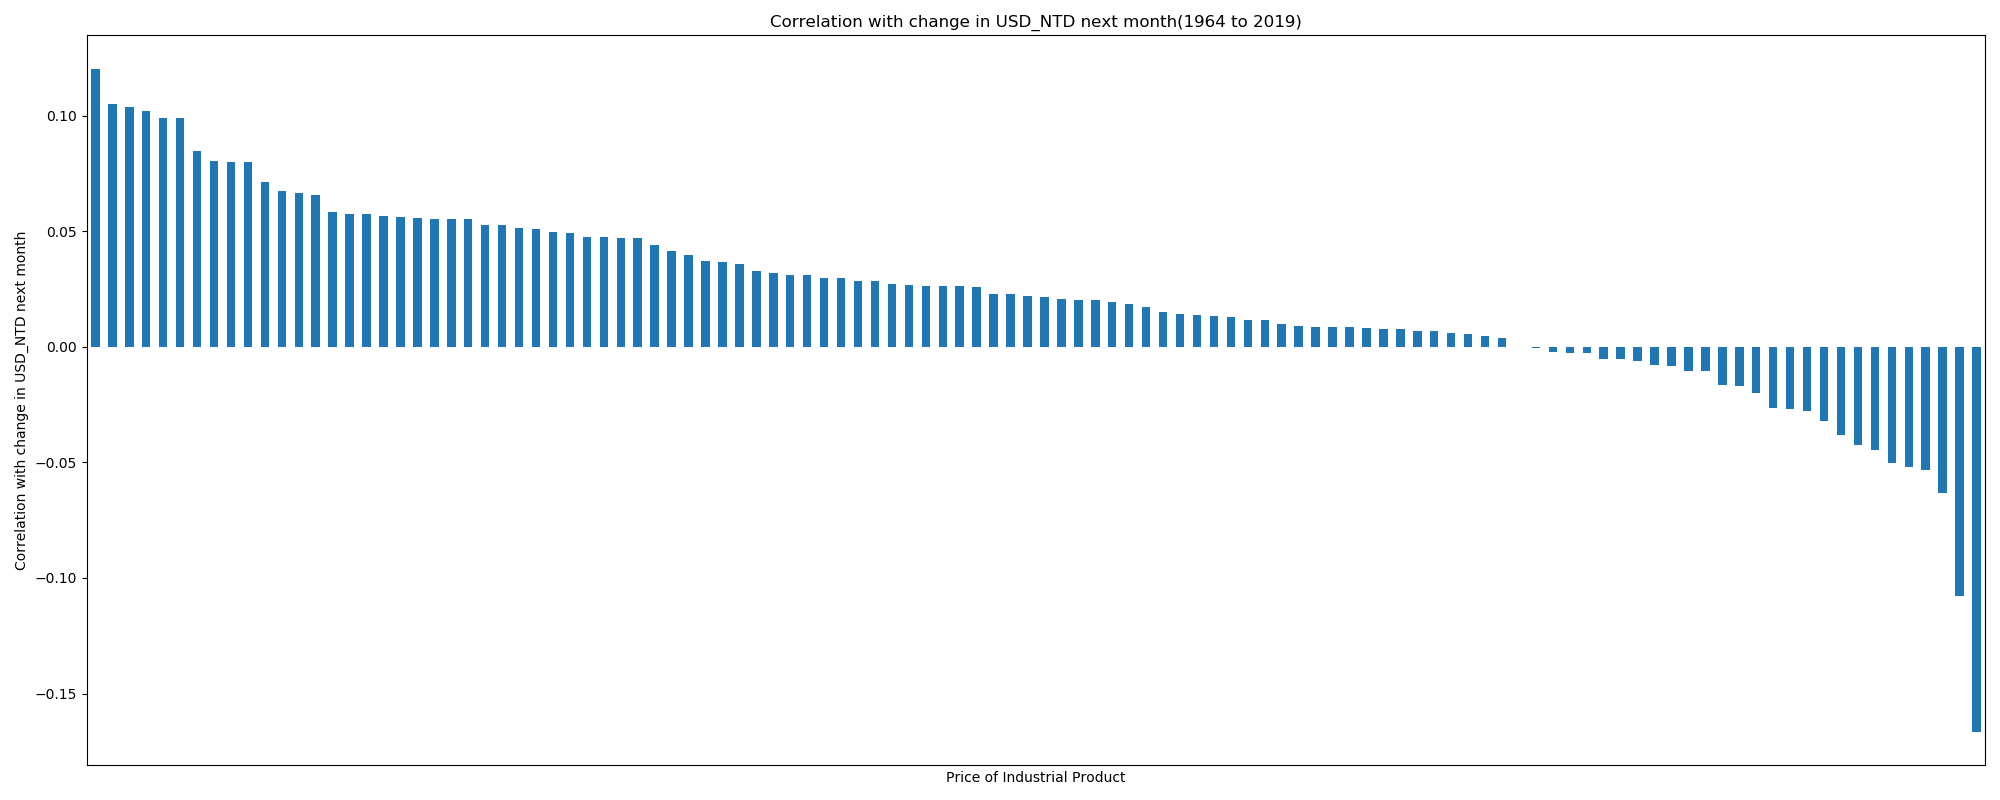 Correlation with change in USD_NTD next month(1964 to 2019)
Correlation with change in USD_NTD next month
0.10
0.05
0.00
−0.05
−0.10
−0.15
Price of Industrial Product